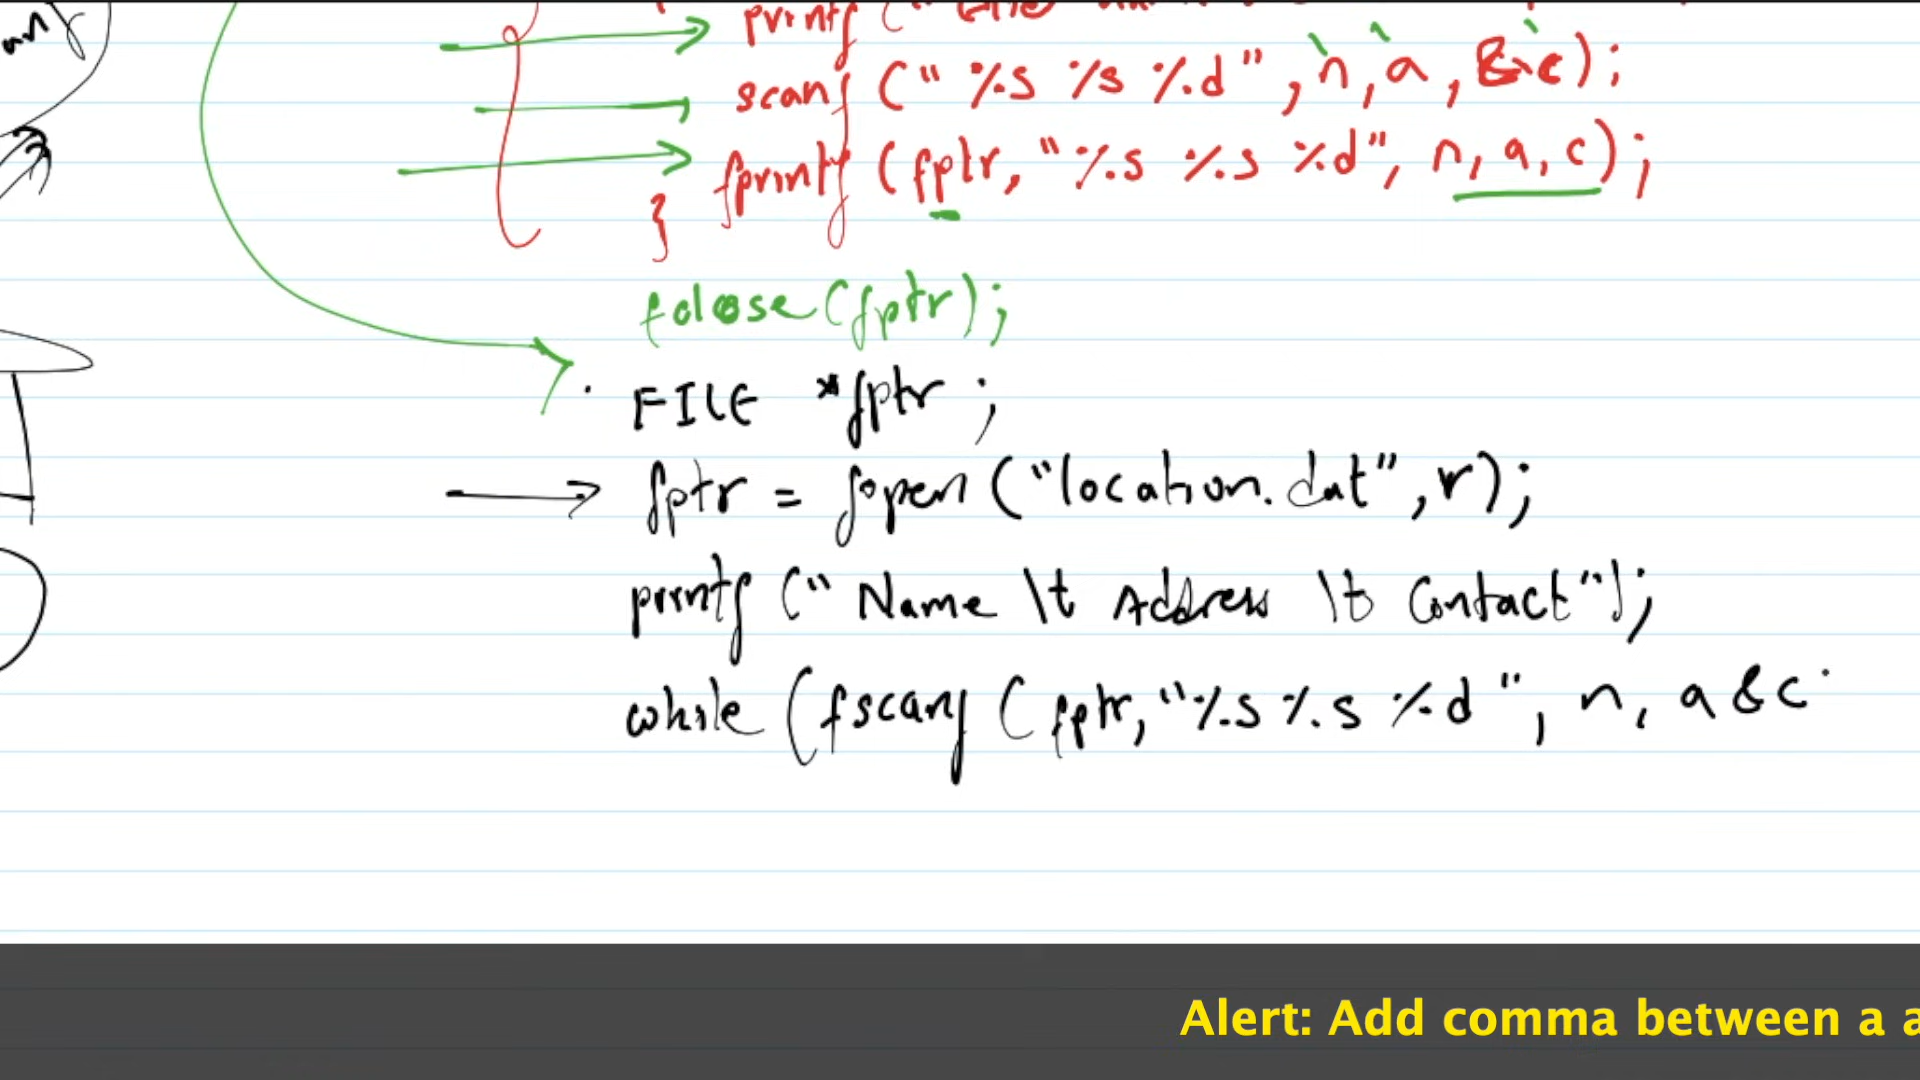 printf ("
scanf (" %s %s %d", n, a, &c);
fprintf (fptr, "%s %s %d", n, a, c);
}
fclose(fptr);
FILE *fptr ;
fptr = fopen ("location.dat", r);
printf (" Name \t Address \t Contact");
while (fscanf (fptr, "%s %s %d ", n, a &c
Alert: Add comma between a a